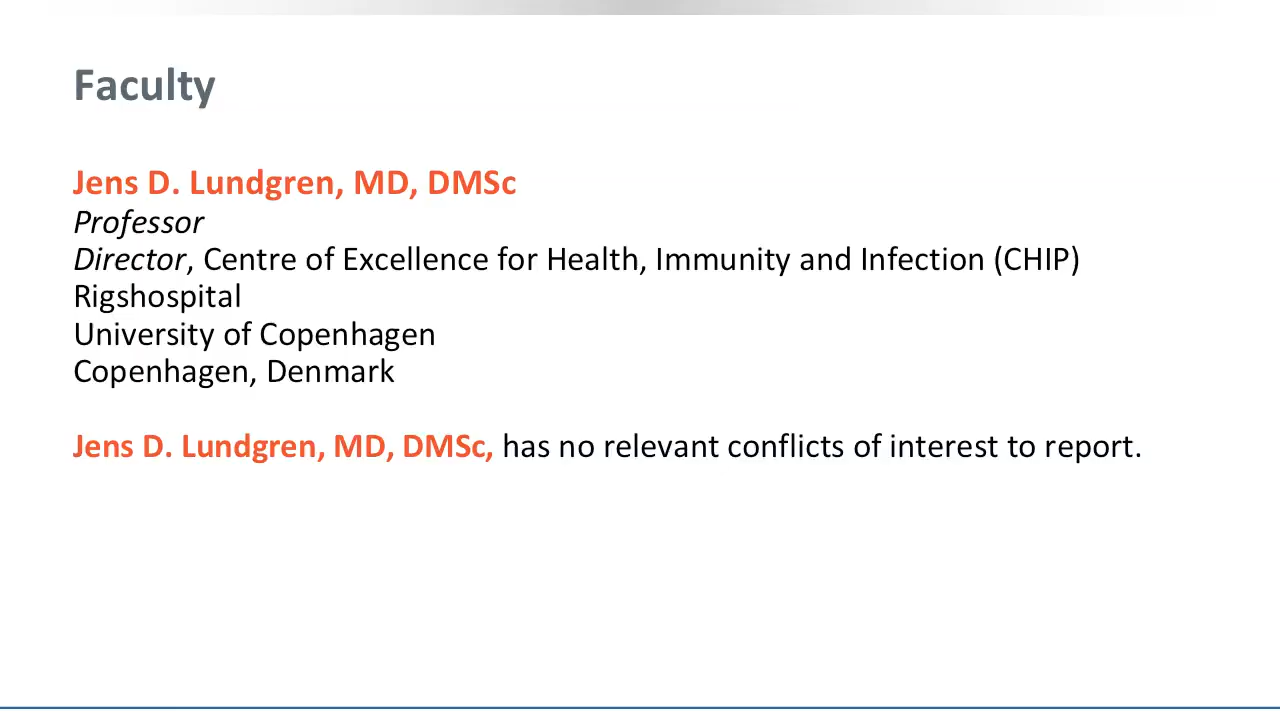 Faculty
Jens D. Lundgren, MD, DMSc
Professor
Director, Centre of Excellence for Health, Immunity and Infection (CHIP)
Rigshospital
University of Copenhagen
Copenhagen, Denmark
Jens D. Lundgren, MD, DMSc, has no relevant conflicts of interest to report.